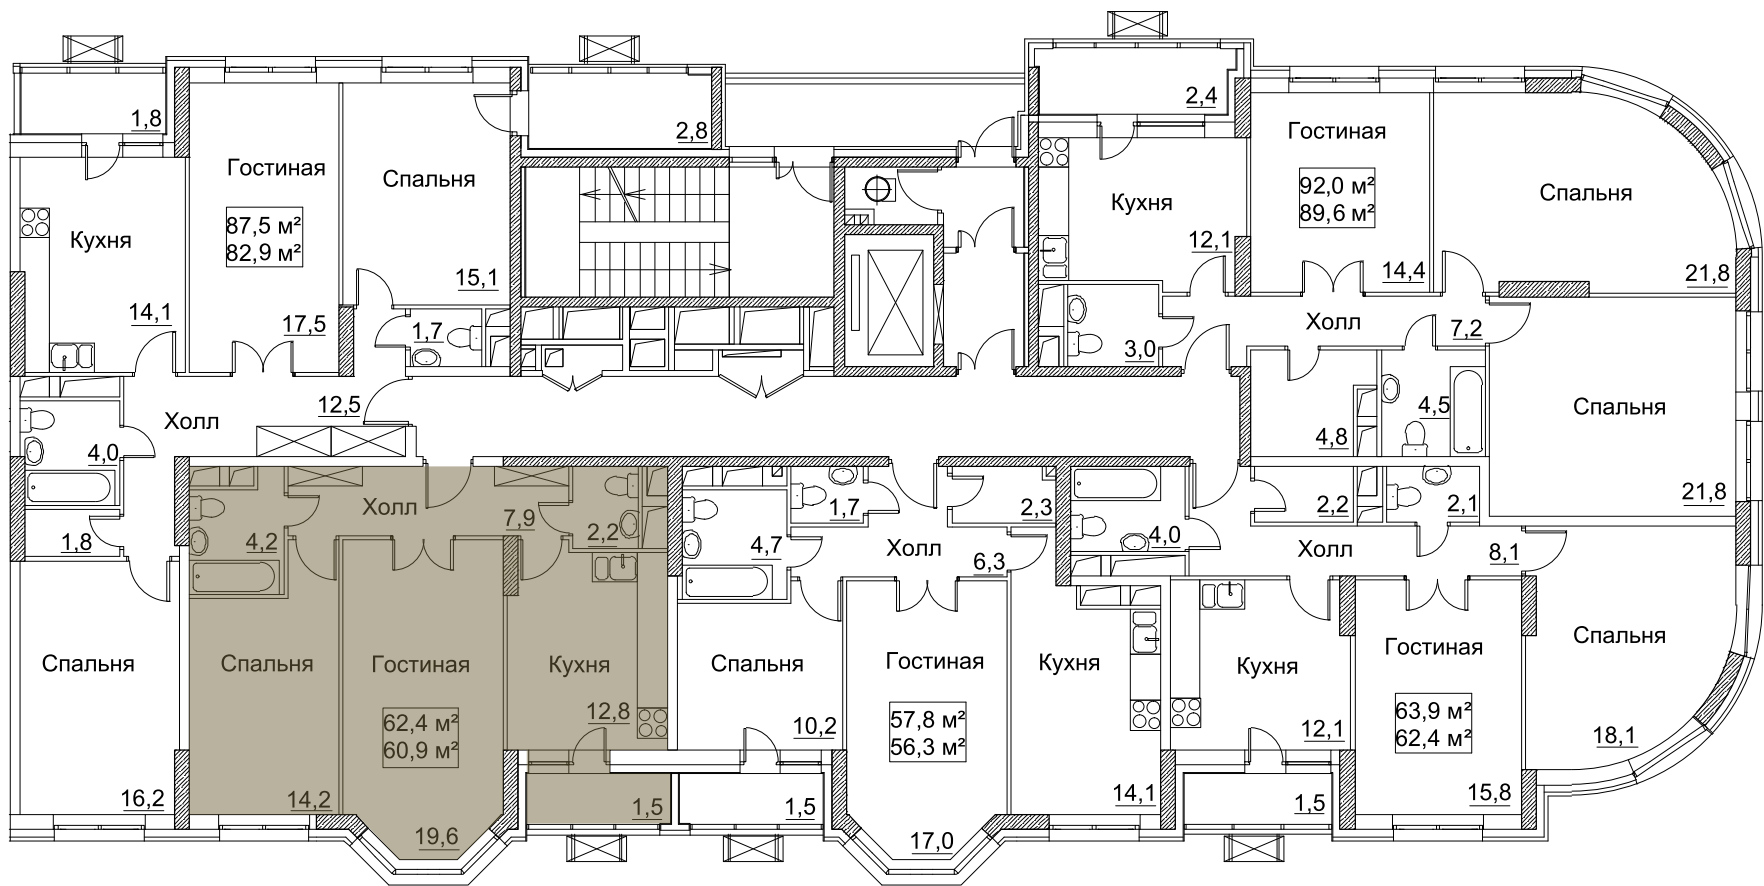 1,8
2,8
2,4
Гостиная
87,5 м²
82,9 м²
17,5
Спальня
15,1
Кухня
14,1
1,7
Холл
12,5
4,0
1,8
Спальня
16,2
Кухня
12,1
Гостиная
92,0 м²
89,6 м²
14,4
Спальня
21,8
Холл
7,2
3,0
4,8
4,5
Спальня
21,8
Холл
7,9
4,2
2,2
Спальня
14,2
Гостиная
62,4 м²
60,9 м²
19,6
Кухня
12,8
1,5
1,7
2,3
4,7
Холл
6,3
Спальня
10,2
1,5
Гостиная
57,8 м²
56,3 м²
17,0
Кухня
14,1
4,0
2,2
2,1
Холл
8,1
Кухня
12,1
1,5
Гостиная
63,9 м²
62,4 м²
15,8
Спальня
18,1